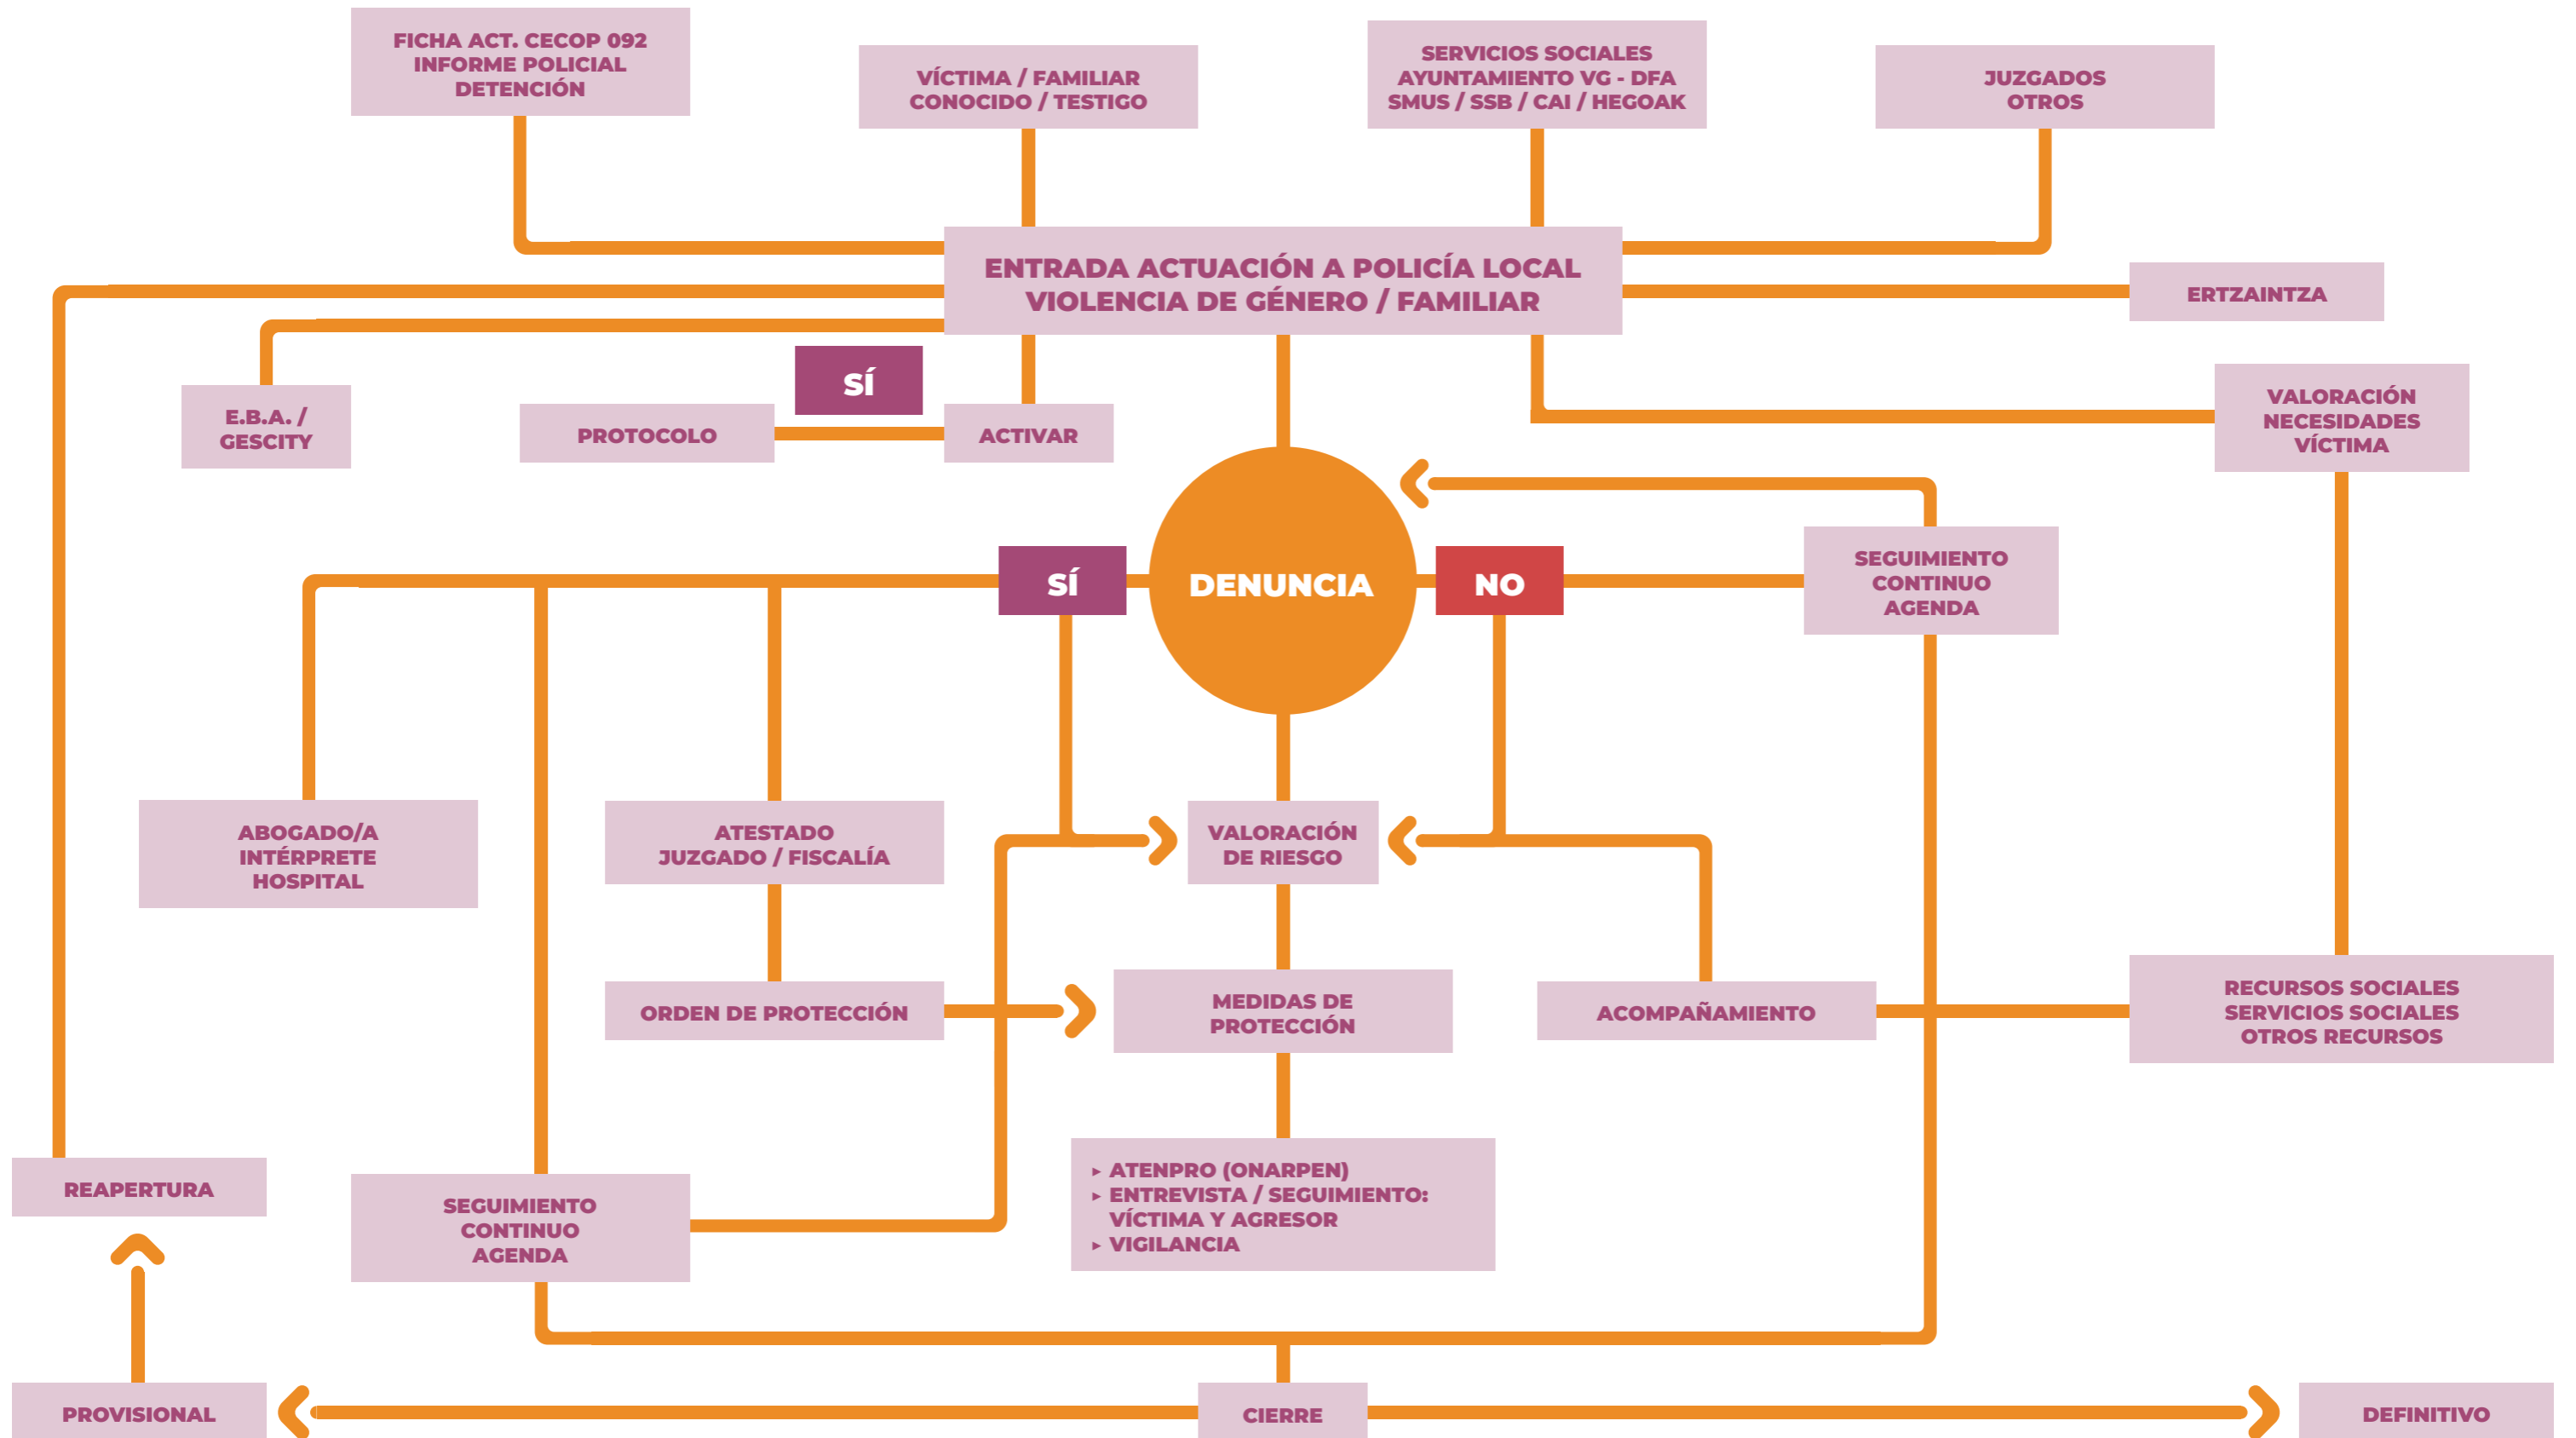 FICHA ACT. CECOP 092
INFORME POLICIAL
DETENCIÓN
VÍCTIMA / FAMILIAR
CONOCIDO / TESTIGO
SERVICIOS SOCIALES
AYUNTAMIENTO VG - DFA
SMUS / SSB / CAI / HEGOAK
JUZGADOS
OTROS
ENTRADA ACTUACIÓN A POLICÍA LOCAL
VIOLENCIA DE GÉNERO / FAMILIAR
ERTZAINTZA
E.B.A. /
GESCITY
SÍ
PROTOCOLO
ACTIVAR
VALORACIÓN
NECESIDADES
VÍCTIMA
SÍ
DENUNCIA
NO
SEGUIMIENTO
CONTINUO
AGENDA
ABOGADO/A
INTÉRPRETE
HOSPITAL
ATESTADO
JUZGADO / FISCALÍA
VALORACIÓN
DE RIESGO
ORDEN DE PROTECCIÓN
MEDIDAS DE
PROTECCIÓN
ACOMPAÑAMIENTO
RECURSOS SOCIALES
SERVICIOS SOCIALES
OTROS RECURSOS
REAPERTURA
SEGUIMIENTO
CONTINUO
AGENDA
▸ ATENPRO (ONARPEN)
▸ ENTREVISTA / SEGUIMIENTO:
VÍCTIMA Y AGRESOR
▸ VIGILANCIA
PROVISIONAL
CIERRE
DEFINITIVO